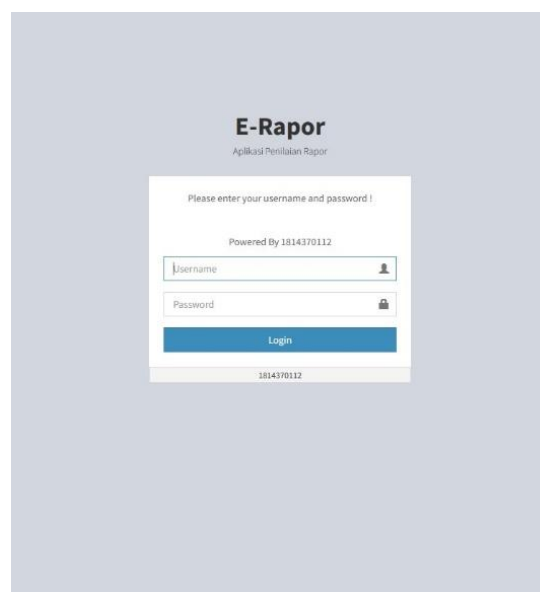 E-Rapor
Aplikasi Penilaian Rapor
Please enter your username and password !
Powered By 1814370112
Username
Password
Login
1814370112